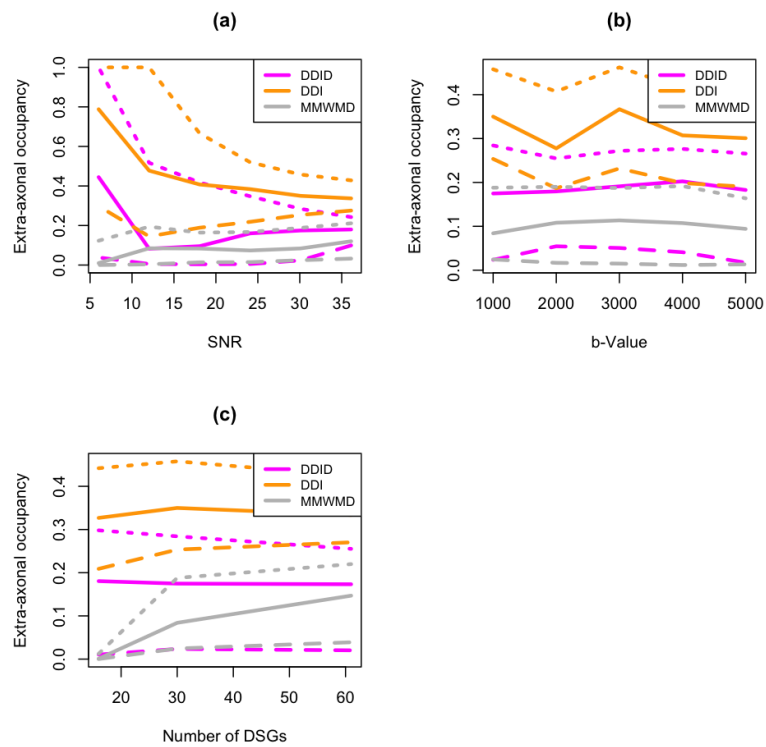 (a)
Extra-axonal occupancy
1.0
0.8
0.6
0.4
0.2
0.0
DDID
DDI
MMWMD
5 10 15 20 25 30 35
SNR
(b)
Extra-axonal occupancy
0.4
0.3
0.2
0.1
0.0
DDID
DDI
MMWMD
1000 2000 3000 4000 5000
b-Value
(c)
Extra-axonal occupancy
0.4
0.3
0.2
0.1
0.0
DDID
DDI
MMWMD
20 30 40 50 60
Number of DSGs